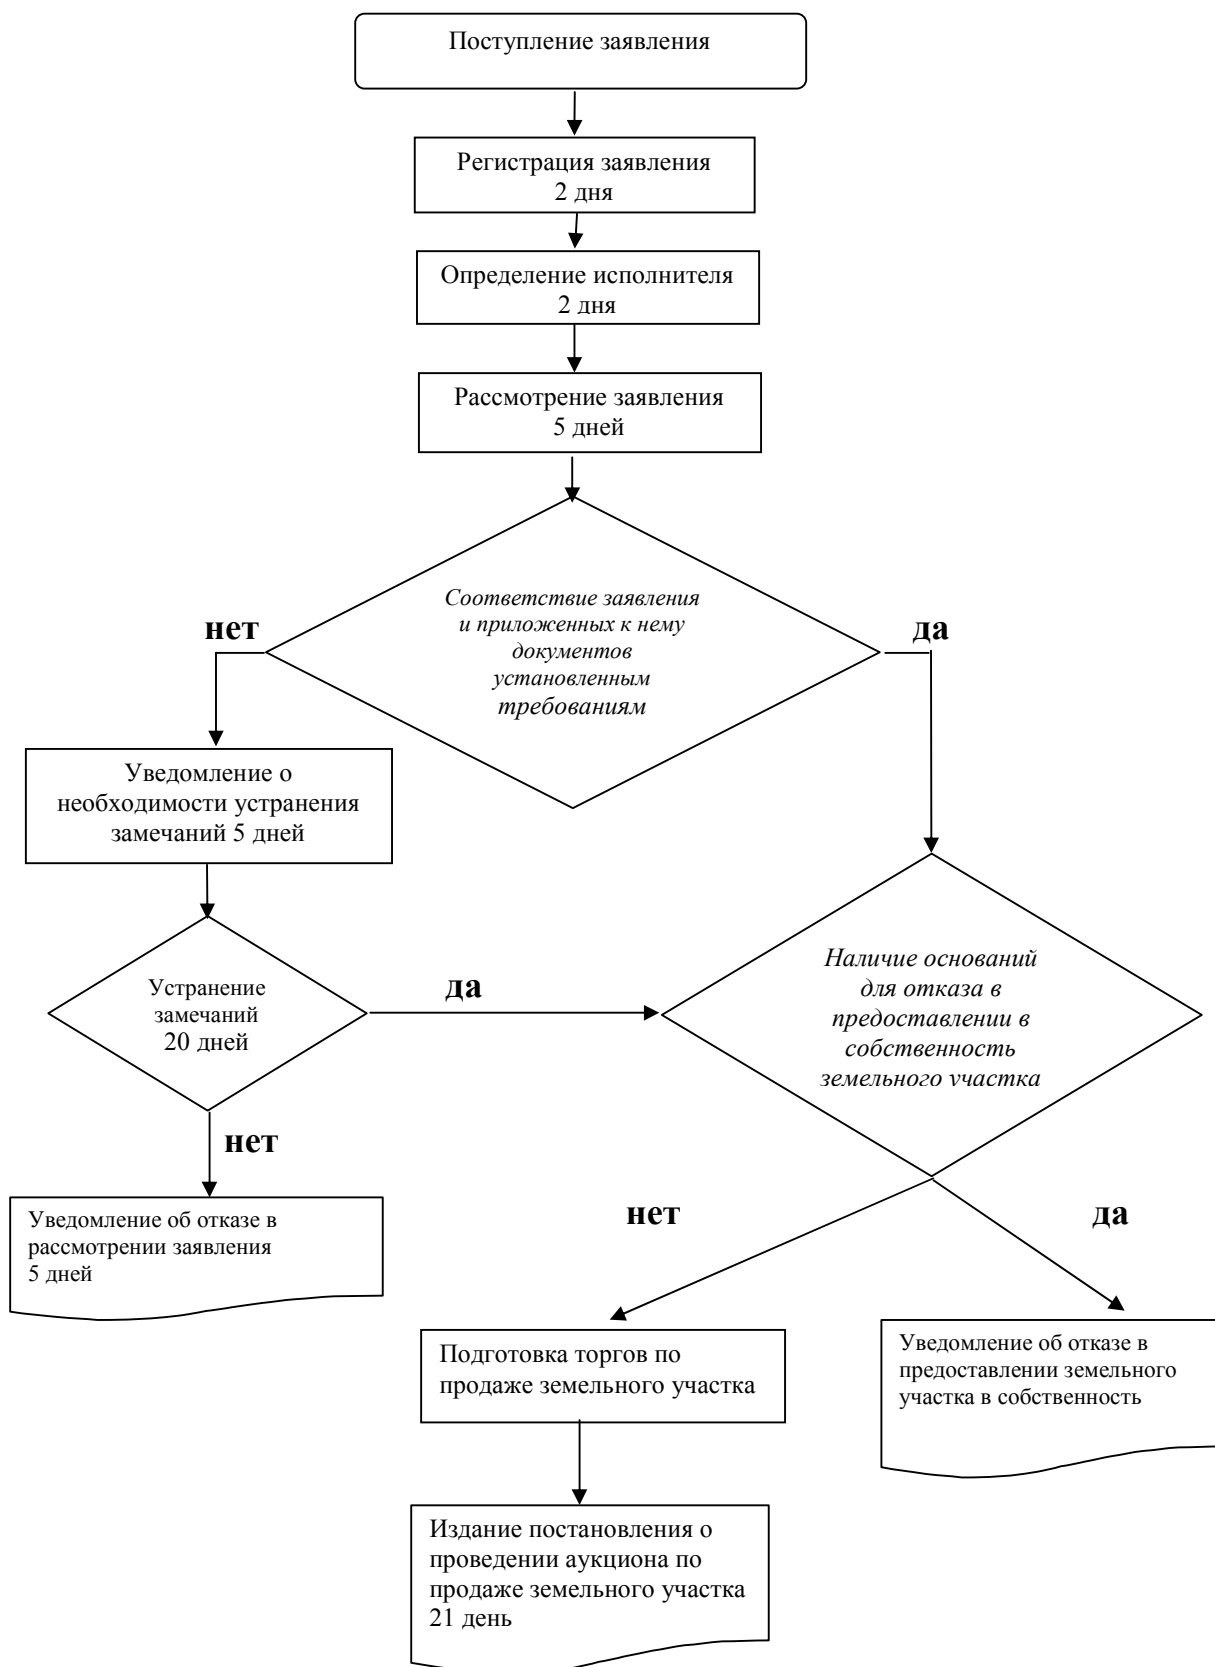 Поступление заявления
Регистрация заявления
2 дня
Определение исполнителя
2 дня
Рассмотрение заявления
5 дней
Соответствие заявления
и приложенных к нему
документов
установленным
требованиям
нет
да
Уведомление о
необходимости устранения
замечаний 5 дней
Устранение
замечаний
20 дней
да
Наличие оснований
для отказа в
предоставлении в
собственность
земельного участка
нет
Уведомление об отказе в
рассмотрении заявления
5 дней
нет
да
Подготовка торгов по
продаже земельного участка
Уведомление об отказе в
предоставлении земельного
участка в собственность
Издание постановления о
проведении аукциона по
продаже земельного участка
21 день